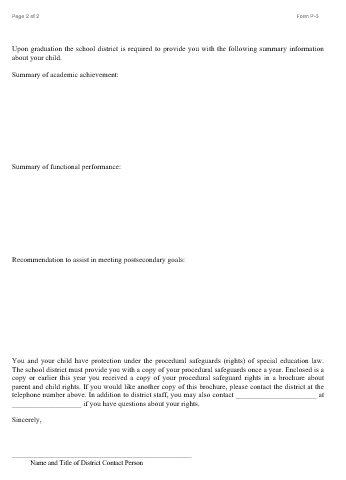 Page 2 of 2 Form P-3
Upon graduation the school district is required to provide you with the following summary information
about your child.
Summary of academic achievement:
Summary of functional performance:
Recommendation to assist in meeting postsecondary goals:
You and your child have protection under the procedural safeguards (rights) of special education law.
The school district must provide you with a copy of your procedural safeguards once a year. Enclosed is a
copy or earlier this year you received a copy of your procedural safeguard rights in a brochure about
parent and child rights. If you would like another copy of this brochure, please contact the district at the
telephone number above. In addition to district staff, you may also contact ________________________ at
____________________ if you have questions about your rights.
Sincerely,
Name and Title of District Contact Person